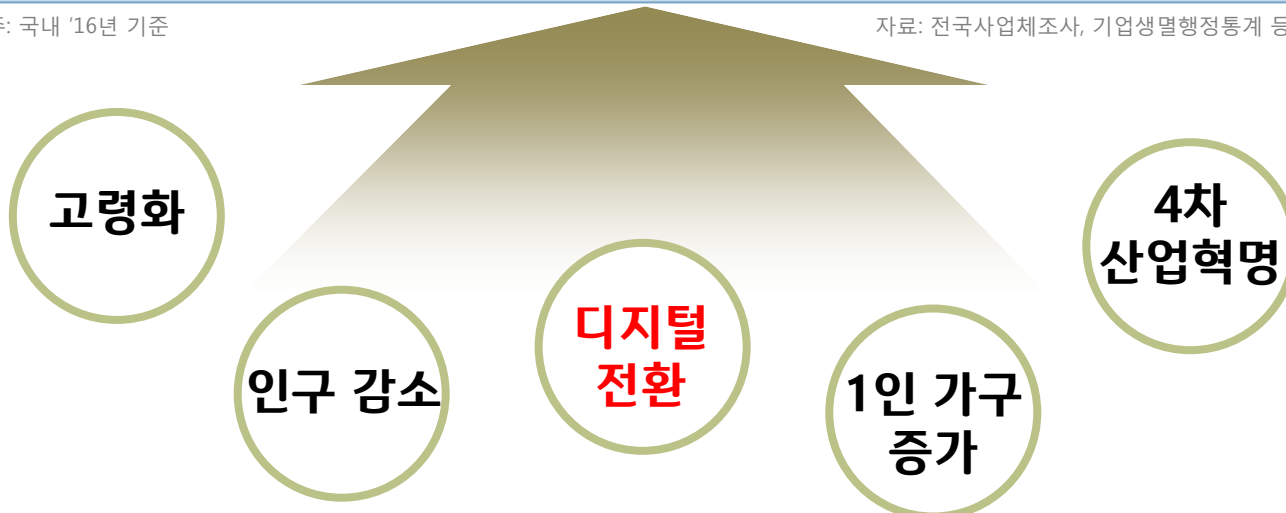 주: 국내 '16년 기준
자료: 전국사업체조사, 기업생멸행정통계 등
고령화
인구 감소
디지털
전환
1인 가구
증가
4차
산업혁명